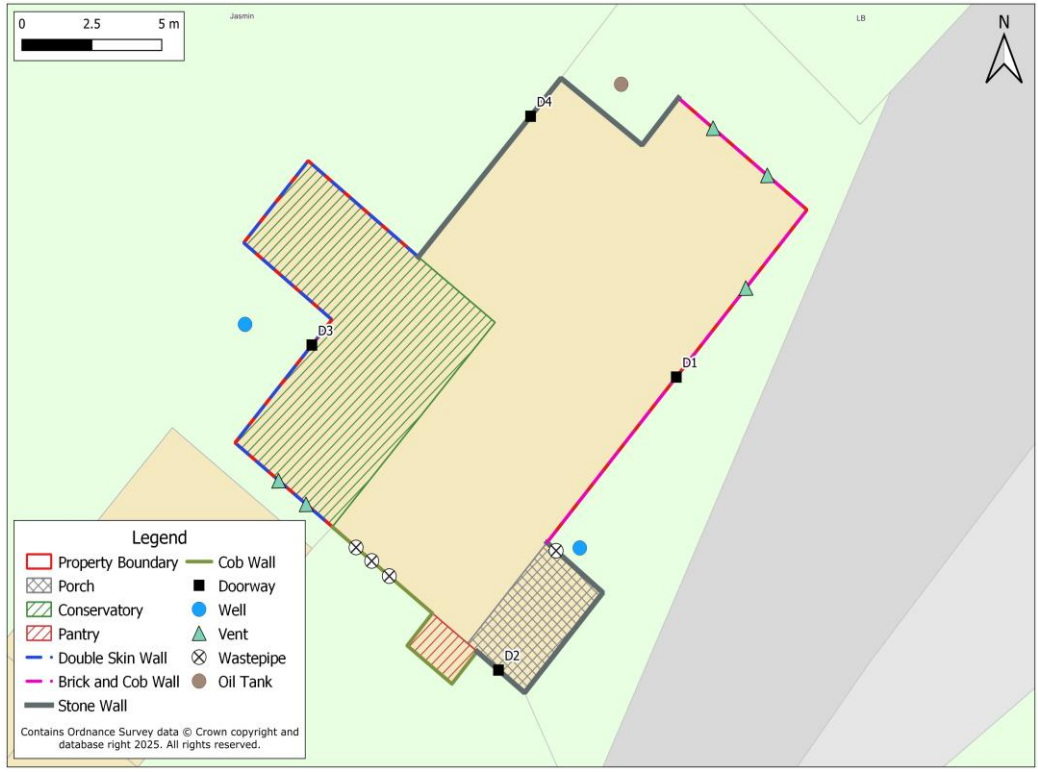 0 2.5 5 m
Jasmin
LB
N
D4
D3
D1
D2
Legend
Property Boundary
Porch
Conservatory
Pantry
Double Skin Wall
Brick and Cob Wall
Stone Wall
Cob Wall
Doorway
Well
Vent
Wastepipe
Oil Tank
Contains Ordnance Survey data © Crown copyright and
database right 2025. All rights reserved.